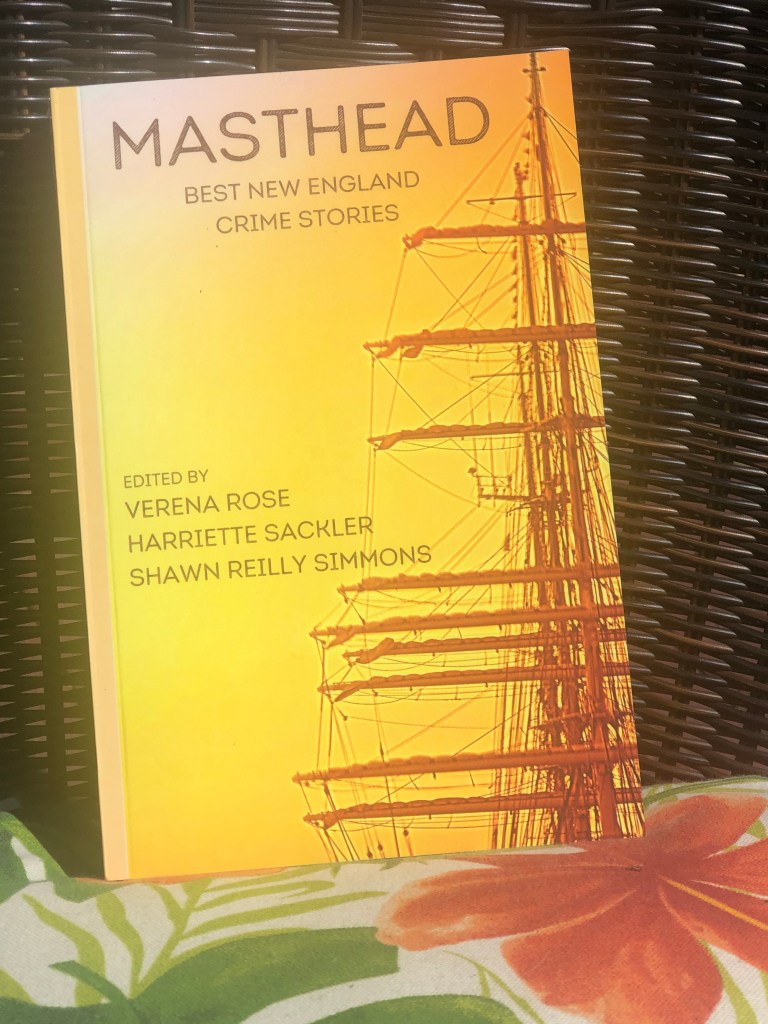 MASTHEAD
BEST NEW ENGLAND
CRIME STORIES
EDITED BY
VERENA ROSE
HARRIETTE SACKLER
SHAWN REILLY SIMMONS